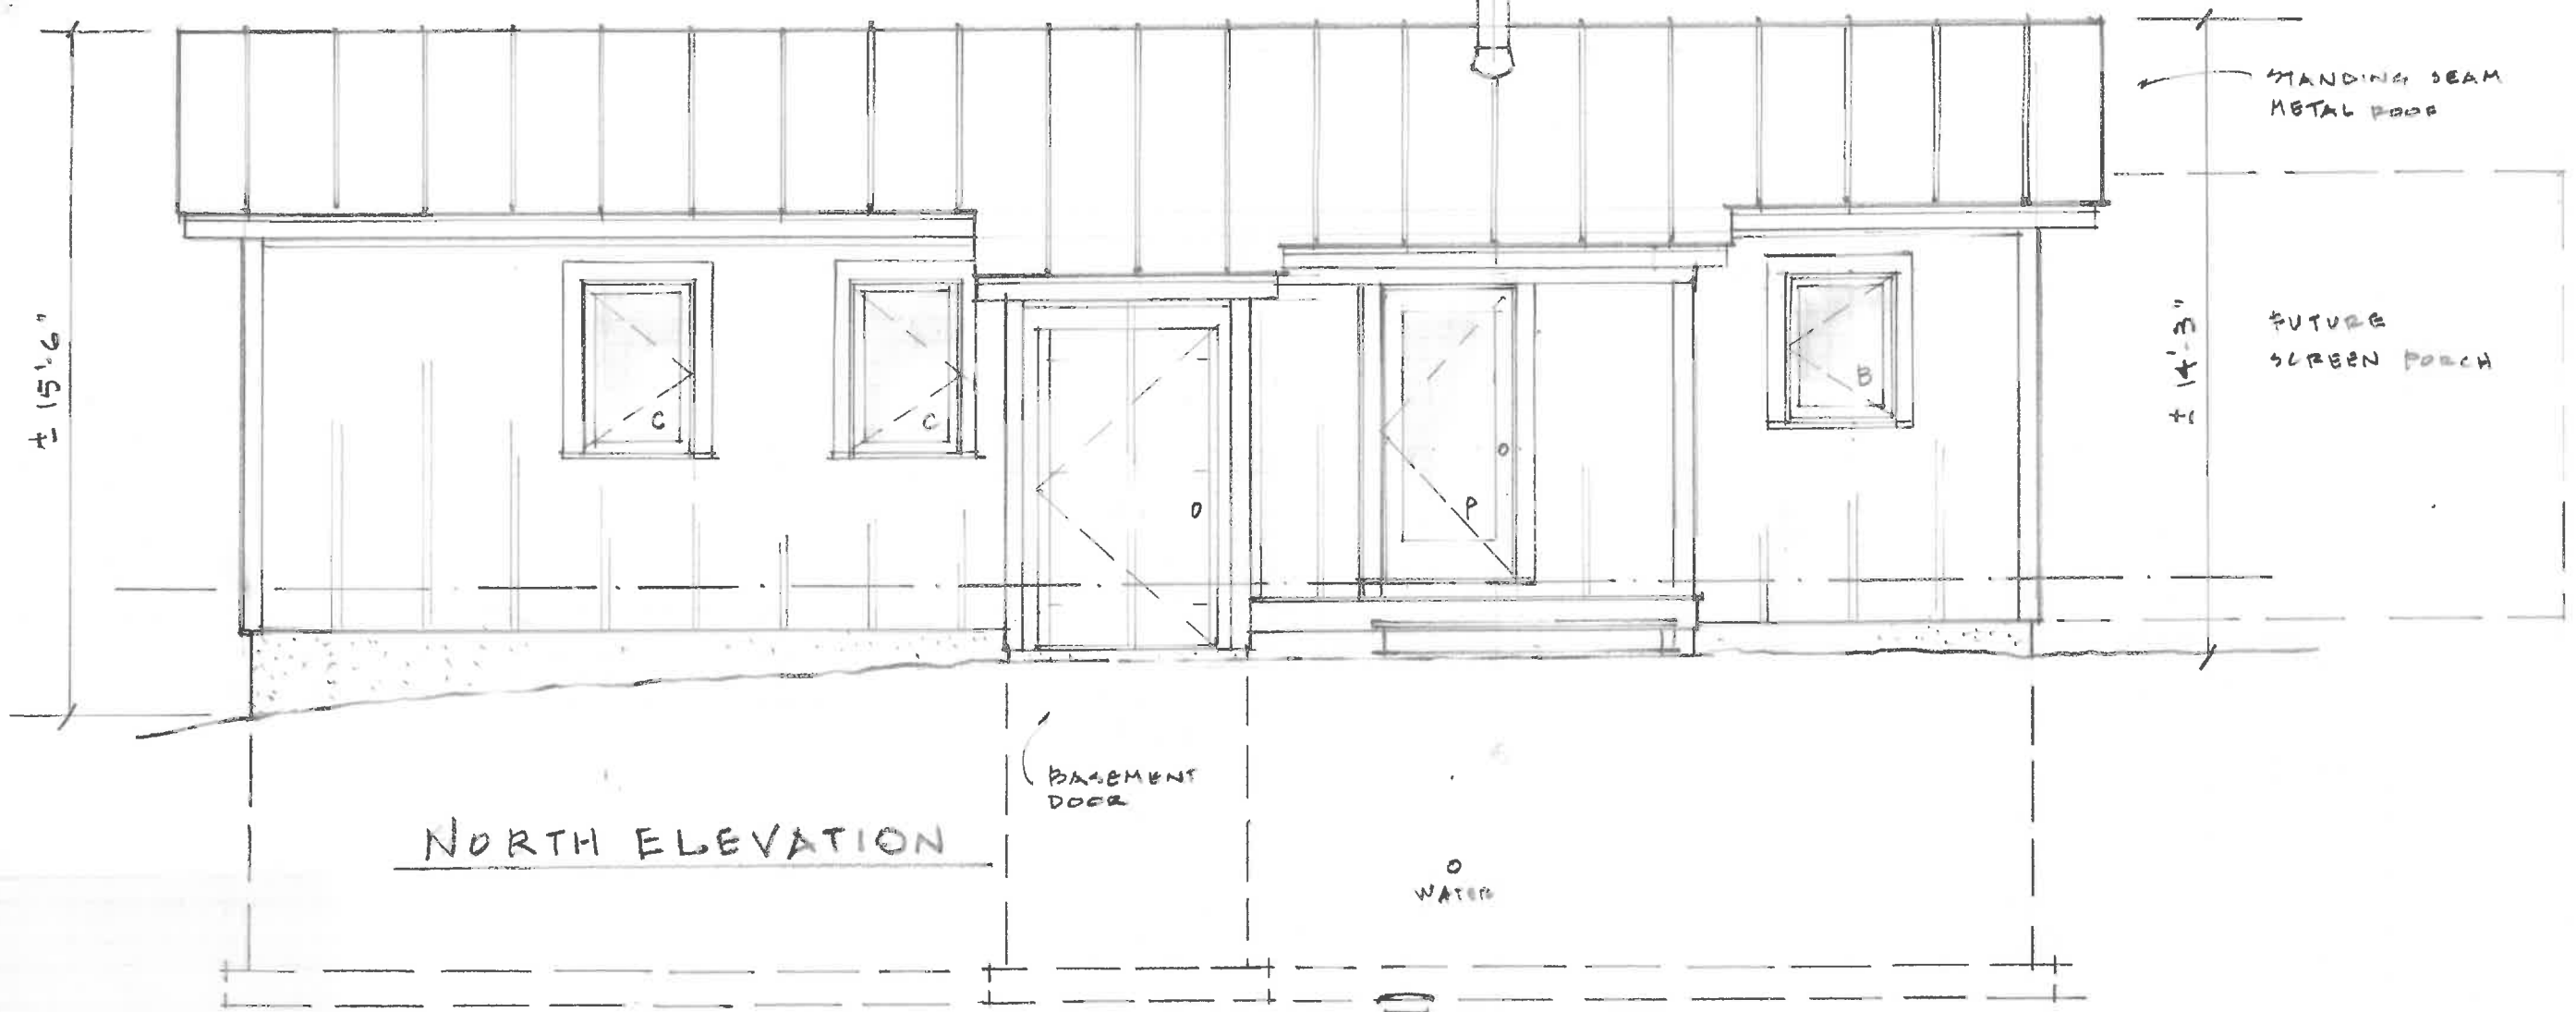 STANDING SEAM
METAL ROOF
± 15'-6"
± 14'-3"
FUTURE
SCREEN PORCH
C
C
B
P
BASEMENT
DOOR
NORTH ELEVATION
WATER